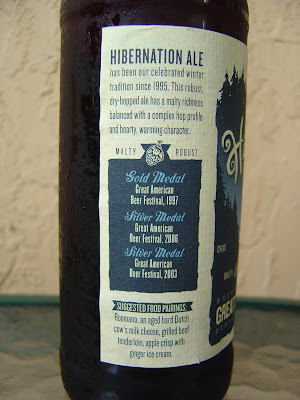 HIBERNATION ALE
has been our celebrated winter
tradition since 1995. This robust,
dry-hopped ale has a malty richness
balanced with a complex hop profile
and hearty, warming character.
MALTY ROBUST
Gold Medal
Great American
Beer Festival, 1997
Silver Medal
Great American
Beer Festival, 2006
Silver Medal
Great American
Beer Festival, 2003
SUGGESTED FOOD PAIRINGS:
Roomano, an aged hard Dutch
cow's milk cheese, grilled beef
tenderloin, apple crisp with
ginger ice cream.
GREAT